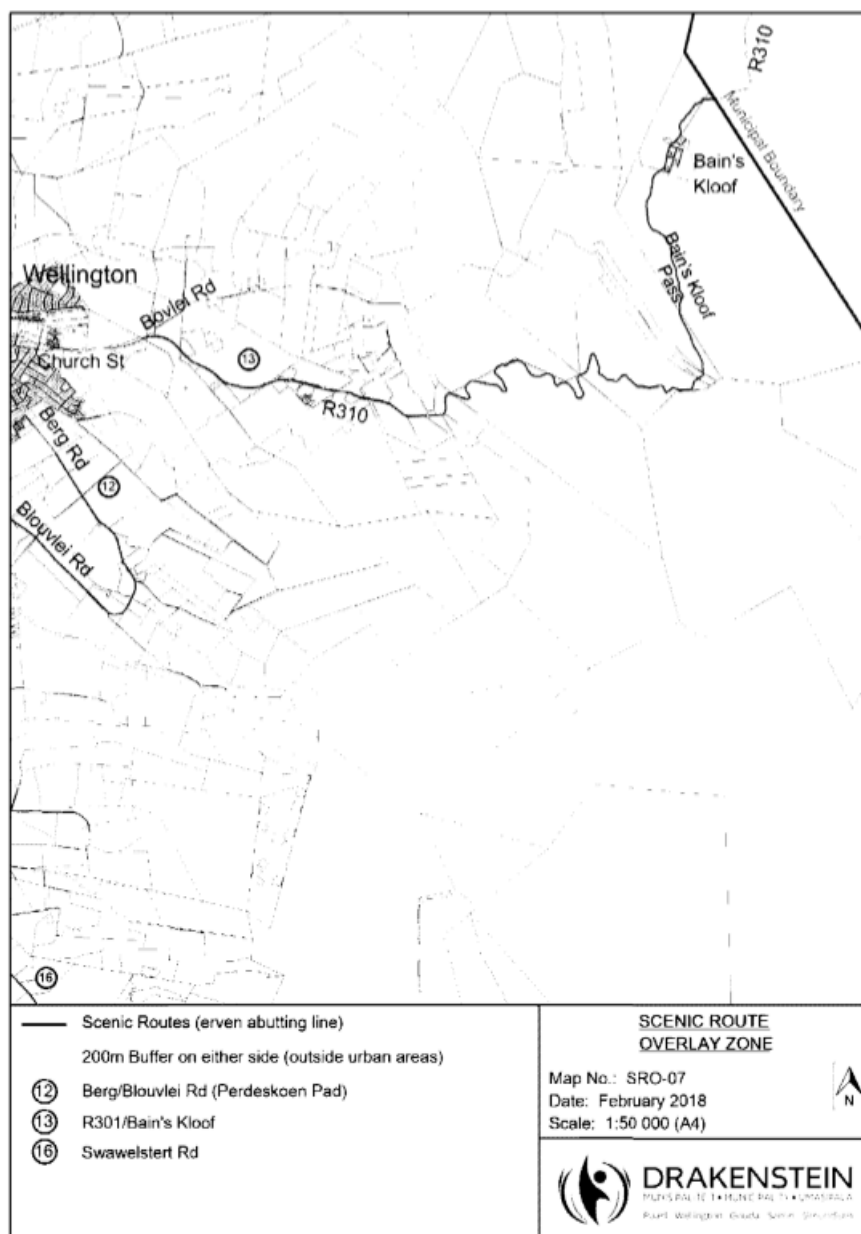 R310
Municipal Boundary
Bain's
Kloof
Bain's Kloof
Pass
Wellington
Bovlei Rd
13
Church St
R310
Berg Rd
12
Blouvlei Rd
16
Scenic Routes (erven abutting line)
200m Buffer on either side (outside urban areas)
12 Berg/Blouvlei Rd (Perdeskoen Pad)
13 R301/Bain's Kloof
16 Swawelstert Rd
SCENIC ROUTE
OVERLAY ZONE
Map No.: SRO-07
Date: February 2018
Scale: 1:50 000 (A4)
N
DRAKENSTEIN
Wellington